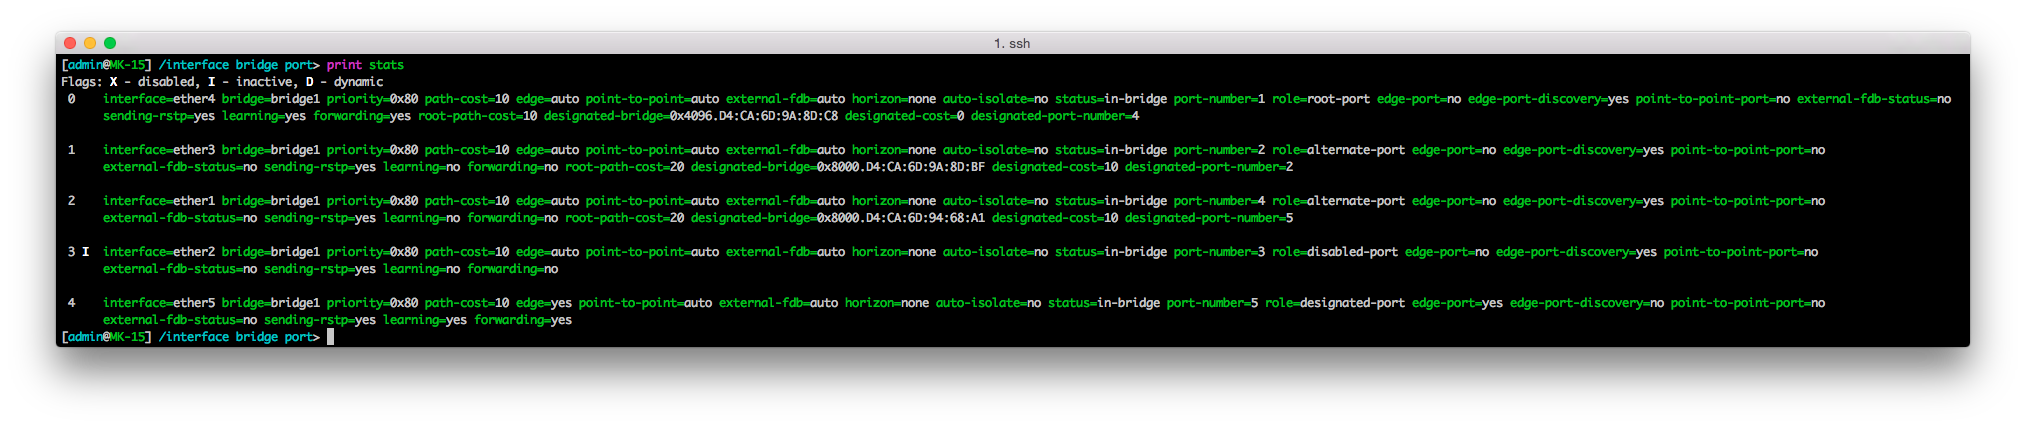 1. ssh
[admin@MK-15] /interface bridge port> print stats
Flags: X - disabled, I - inactive, D - dynamic
0 interface=ether4 bridge=bridge1 priority=0x80 path-cost=10 edge=auto point-to-point=auto external-fdb=auto horizon=none auto-isolate=no status=in-bridge port-number=1 role=root-port edge-port=no edge-port-discovery=yes point-to-point-port=no external-fdb-status=no
sending-rstp=yes learning=yes forwarding=yes root-path-cost=10 designated-bridge=0x4096.D4:CA:6D:9A:8D:C8 designated-cost=0 designated-port-number=4
1 interface=ether3 bridge=bridge1 priority=0x80 path-cost=10 edge=auto point-to-point=auto external-fdb=auto horizon=none auto-isolate=no status=in-bridge port-number=2 role=alternate-port edge-port=no edge-port-discovery=yes point-to-point-port=no
external-fdb-status=no sending-rstp=yes learning=no forwarding=no root-path-cost=20 designated-bridge=0x8000.D4:CA:6D:9A:8D:BF designated-cost=10 designated-port-number=2
2 interface=ether1 bridge=bridge1 priority=0x80 path-cost=10 edge=auto point-to-point=auto external-fdb=auto horizon=none auto-isolate=no status=in-bridge port-number=4 role=alternate-port edge-port=no edge-port-discovery=yes point-to-point-port=no
external-fdb-status=no sending-rstp=yes learning=no forwarding=no root-path-cost=20 designated-bridge=0x8000.D4:CA:6D:94:68:A1 designated-cost=10 designated-port-number=5
3 I interface=ether2 bridge=bridge1 priority=0x80 path-cost=10 edge=auto point-to-point=auto external-fdb=auto horizon=none auto-isolate=no status=in-bridge port-number=3 role=disabled-port edge-port=no edge-port-discovery=yes point-to-point-port=no
external-fdb-status=no sending-rstp=yes learning=no forwarding=no
4 interface=ether5 bridge=bridge1 priority=0x80 path-cost=10 edge=yes point-to-point=auto external-fdb=auto horizon=none auto-isolate=no status=in-bridge port-number=5 role=designated-port edge-port=yes edge-port-discovery=no point-to-point-port=no
external-fdb-status=no sending-rstp=yes learning=yes forwarding=yes
[admin@MK-15] /interface bridge port>